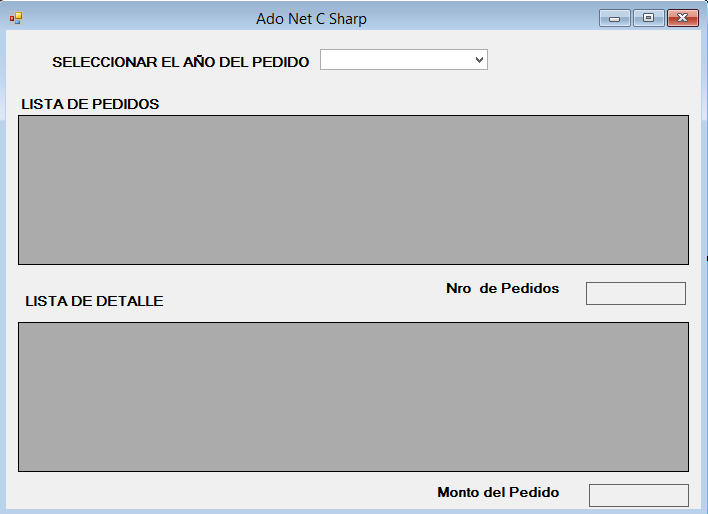 Ado Net C Sharp
SELECCIONAR EL AÑO DEL PEDIDO
LISTA DE PEDIDOS
Nro de Pedidos
LISTA DE DETALLE
Monto del Pedido